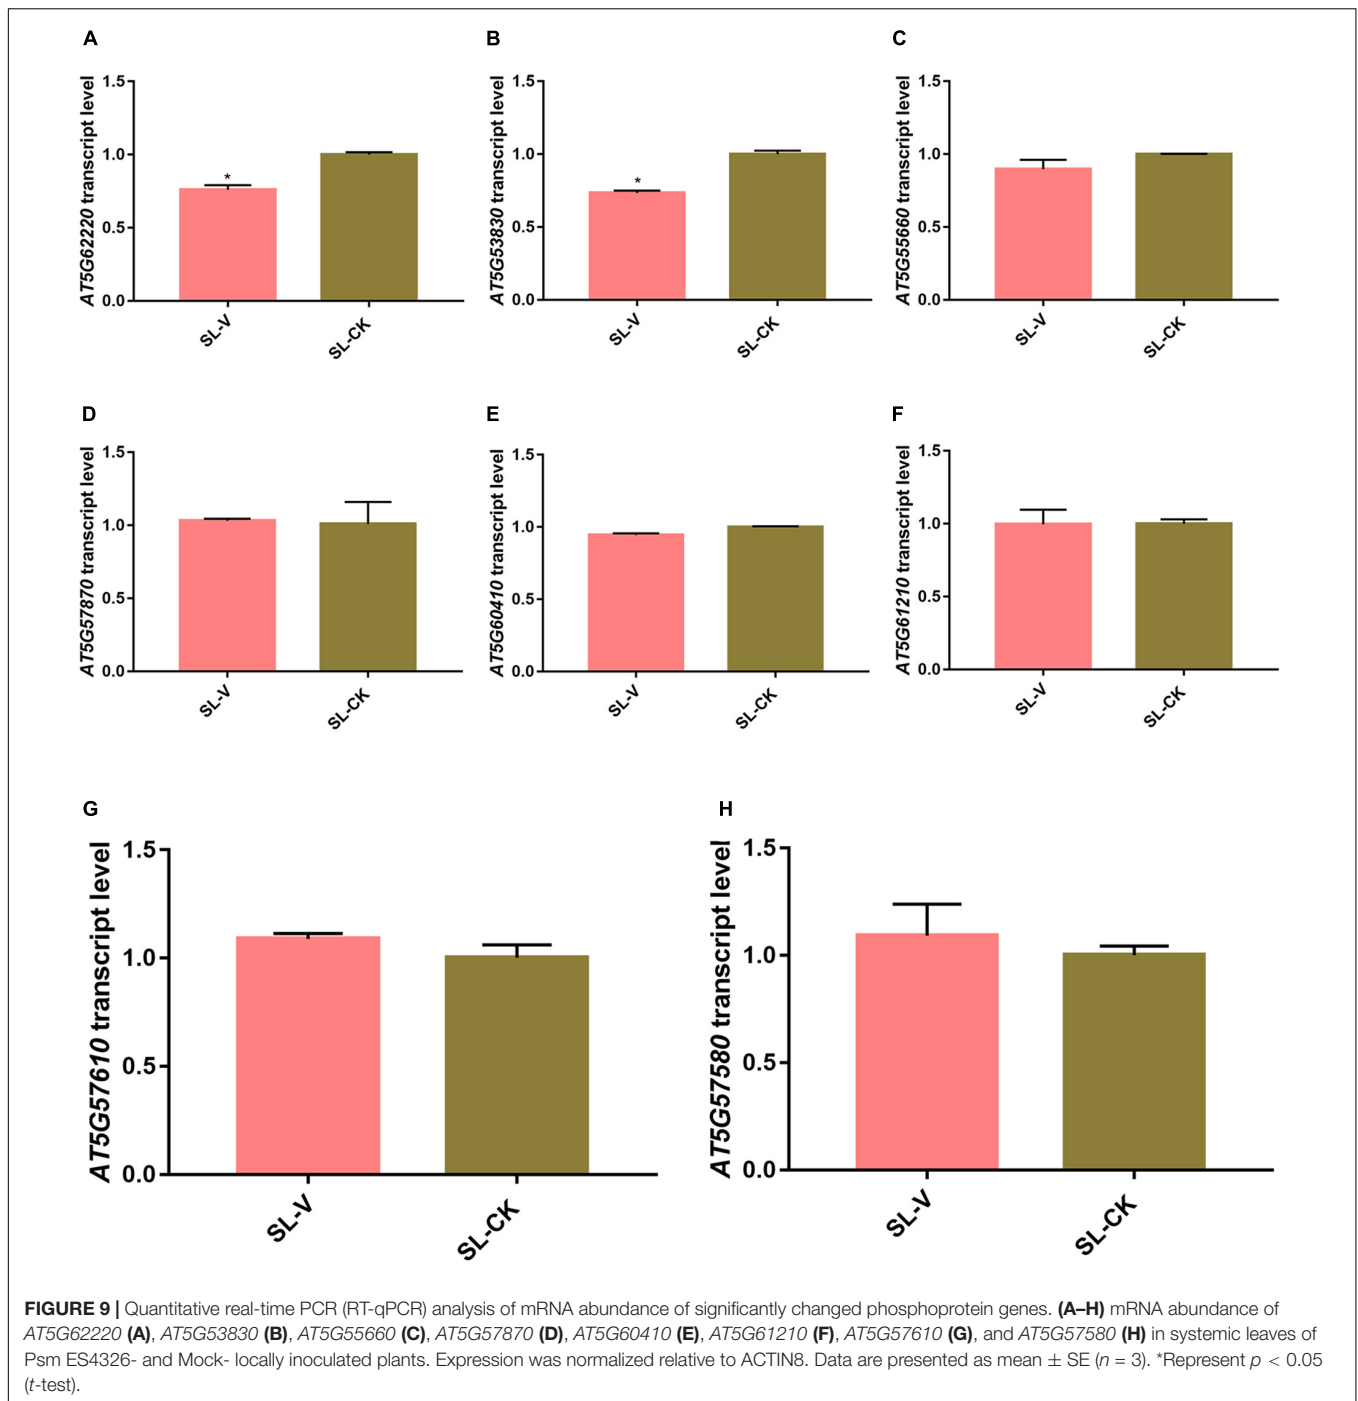 A
B
C
AT5G62220 transcript level
1.5
1.0
0.5
0.0
*
SL-V
SL-CK
AT5G53830 transcript level
1.5
1.0
0.5
0.0
*
SL-V
SL-CK
AT5G55660 transcript level
1.5
1.0
0.5
0.0
SL-V
SL-CK
D
E
F
AT5G57870 transcript level
1.5
1.0
0.5
0.0
SL-V
SL-CK
AT5G60410 transcript level
1.5
1.0
0.5
0.0
SL-V
SL-CK
AT5G61210 transcript level
1.5
1.0
0.5
0.0
SL-V
SL-CK
G
H
AT5G57610 transcript level
1.5
1.0
0.5
0.0
SL-V
SL-CK
AT5G57580 transcript level
1.5
1.0
0.5
0.0
SL-V
SL-CK
FIGURE 9 | Quantitative real-time PCR (RT-qPCR) analysis of mRNA abundance of significantly changed phosphoprotein genes. (A–H) mRNA abundance of
AT5G62220 (A), AT5G53830 (B), AT5G55660 (C), AT5G57870 (D), AT5G60410 (E), AT5G61210 (F), AT5G57610 (G), and AT5G57580 (H) in systemic leaves of
Psm ES4326- and Mock- locally inoculated plants. Expression was normalized relative to ACTIN8. Data are presented as mean ± SE (n = 3). *Represent p < 0.05
(t-test).